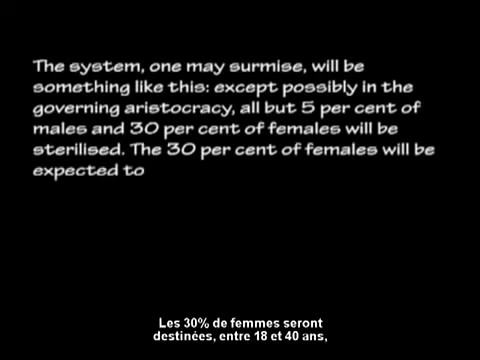 The system, one may surmise, will be
something like this: except possibly in the
governing aristocracy, all but 5 per cent of
males and 30 per cent of females will be
sterilised. The 30 per cent of females will be
expected to
Les 30% de femmes seront
destinées, entre 18 et 40 ans,